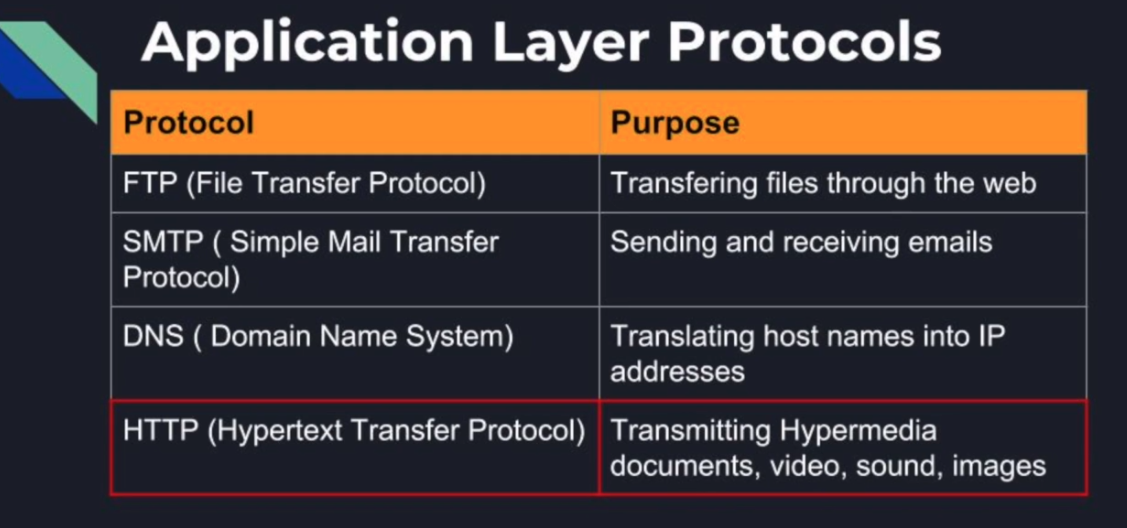 Application Layer Protocols
Protocol
Purpose
FTP (File Transfer Protocol)
Transfering files through the web
SMTP ( Simple Mail Transfer
Protocol)
Sending and receiving emails
DNS ( Domain Name System)
Translating host names into IP
addresses
HTTP (Hypertext Transfer Protocol)
Transmitting Hypermedia
documents, video, sound, images